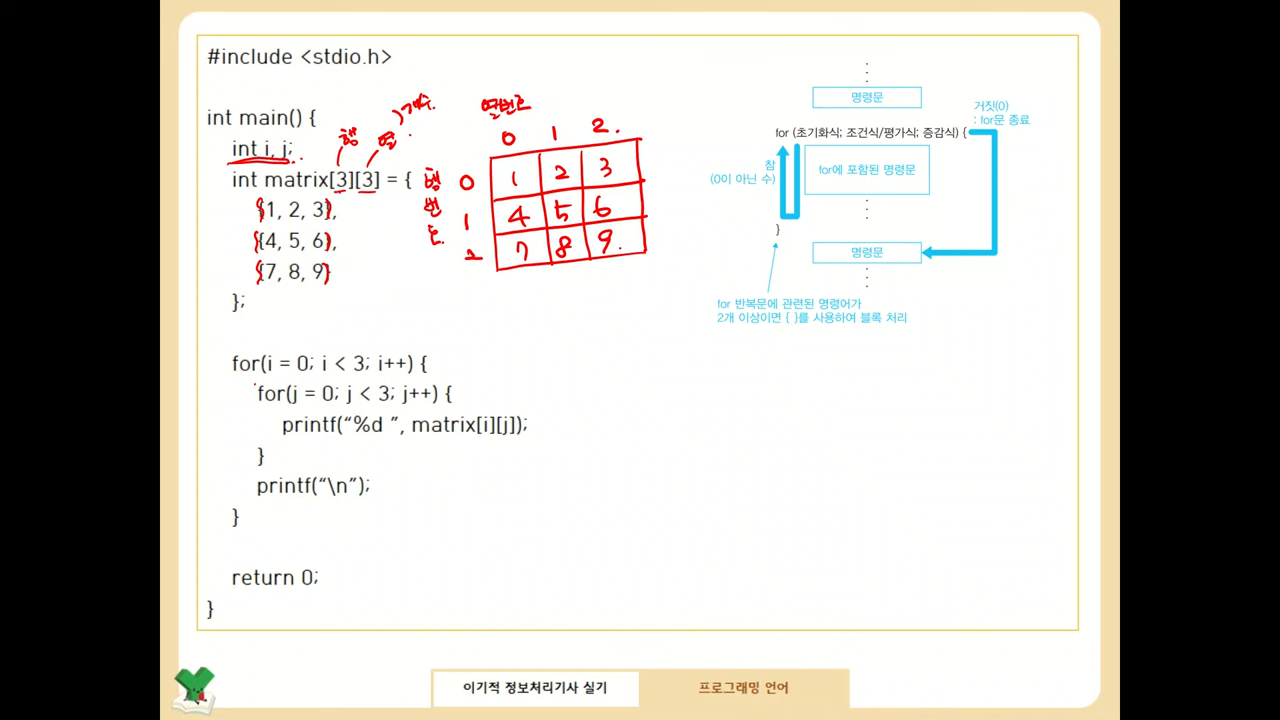 #include <stdio.h>
int main() {
int i, j;
int matrix[3][3] = {
{1, 2, 3},
{4, 5, 6},
{7, 8, 9}
};
for(i = 0; i < 3; i++) {
for(j = 0; j < 3; j++) {
printf(“%d ”, matrix[i][j]);
}
printf(“\n”);
}
return 0;
}
행 열 개수.
열번호
0 1 2.
행번호
0 1 2 3
1 4 5 6
2 7 8 9.
명령문
for (초기화식; 조건식/평가식; 증감식) {
거짓(0)
: for문 종료
참
(0이 아닌 수)
for에 포함된 명령문
}
명령문
for 반복문에 관련된 명령어가
2개 이상이면 { }를 사용하여 블록 처리
이기적 정보처리기사 실기
프로그래밍 언어